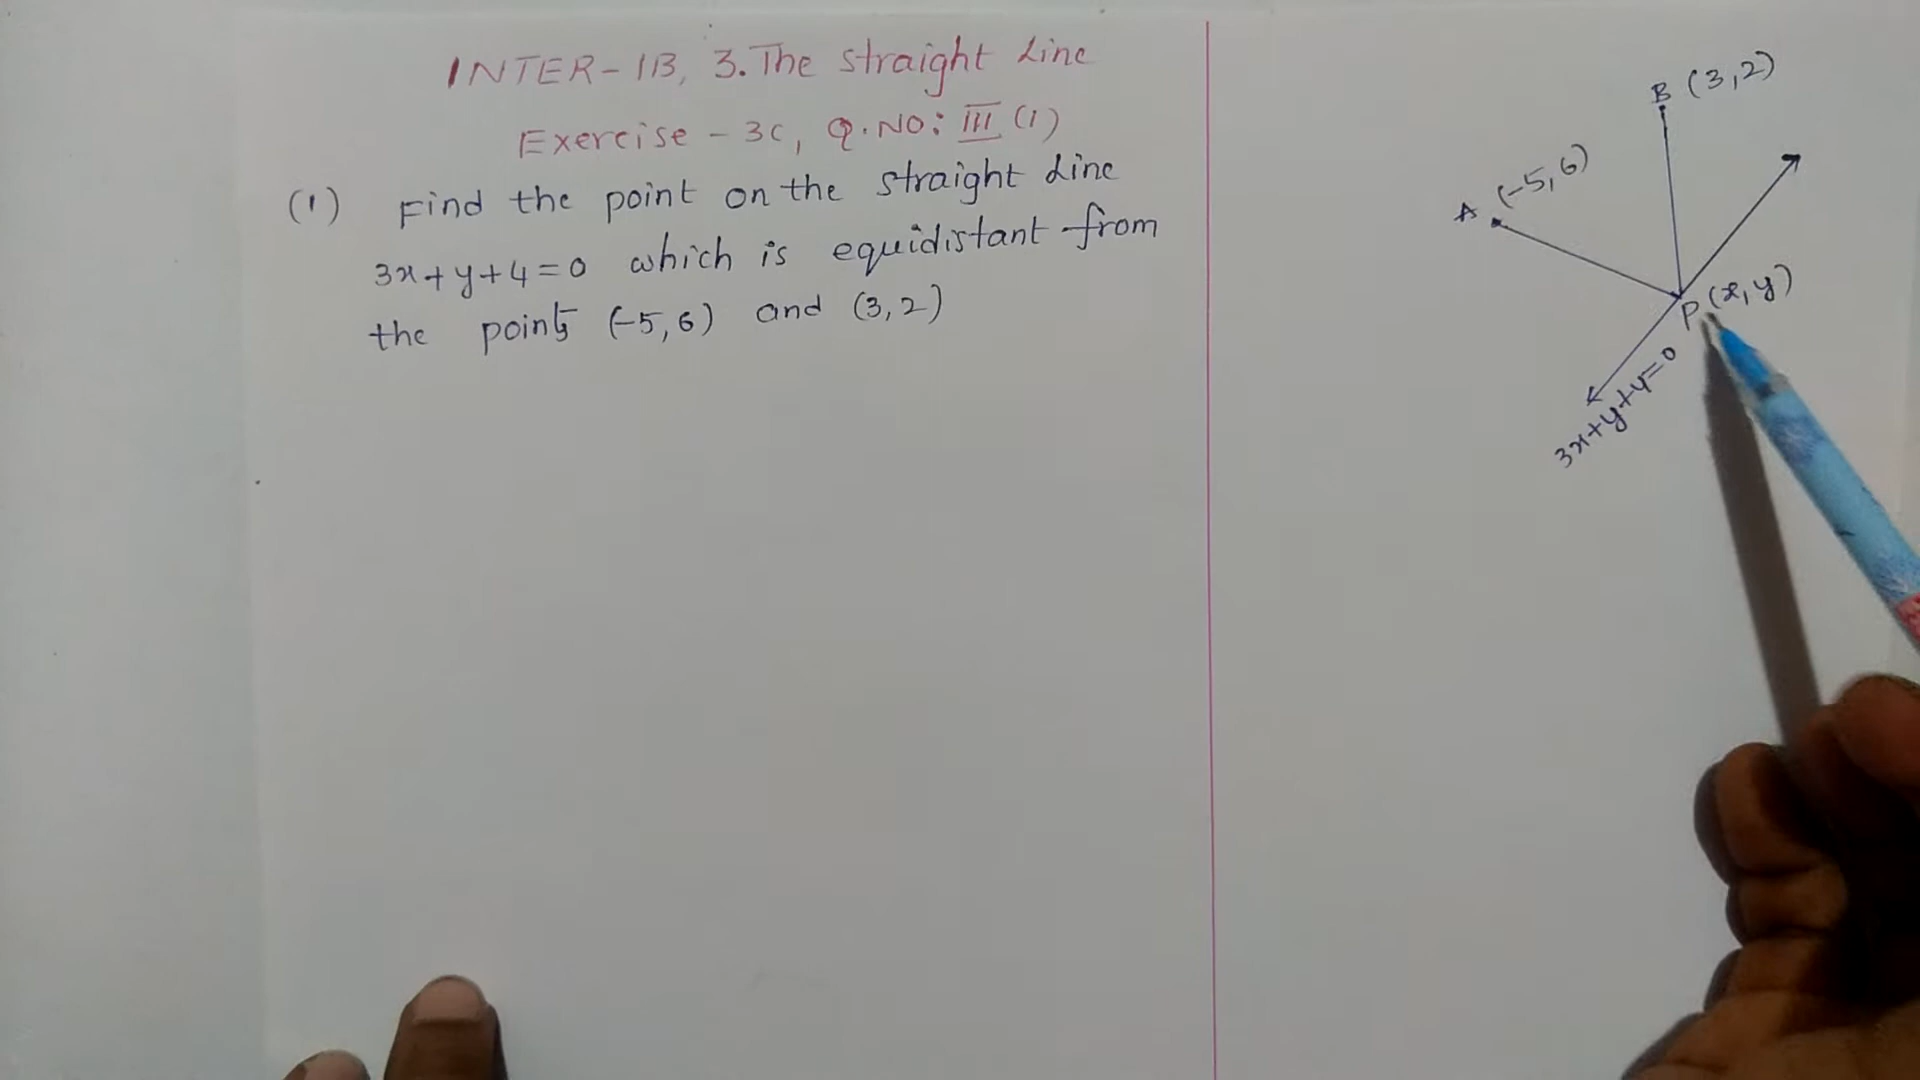 INTER-1B, 3. The straight Line
Exercise - 3C, Q.NO: III (1)
(1) Find the point on the straight Line
3x+y+4=0 which is equidistant from
the points (-5,6) and (3,2)
B (3,2)
A (-5,6)
P(x,y)
3x+y+4=0